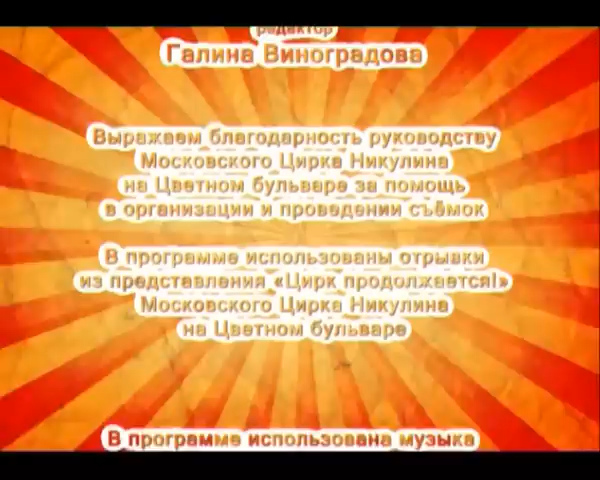 редактор
Галина Виноградова
Выражаем благодарность руководству
Московского Цирка Никулина
на Цветном бульваре за помощь
в организации и проведении съёмок
В программе использованы отрывки
из представления «Цирк продолжается!»
Московского Цирка Никулина
на Цветном бульваре
В программе использована музыка